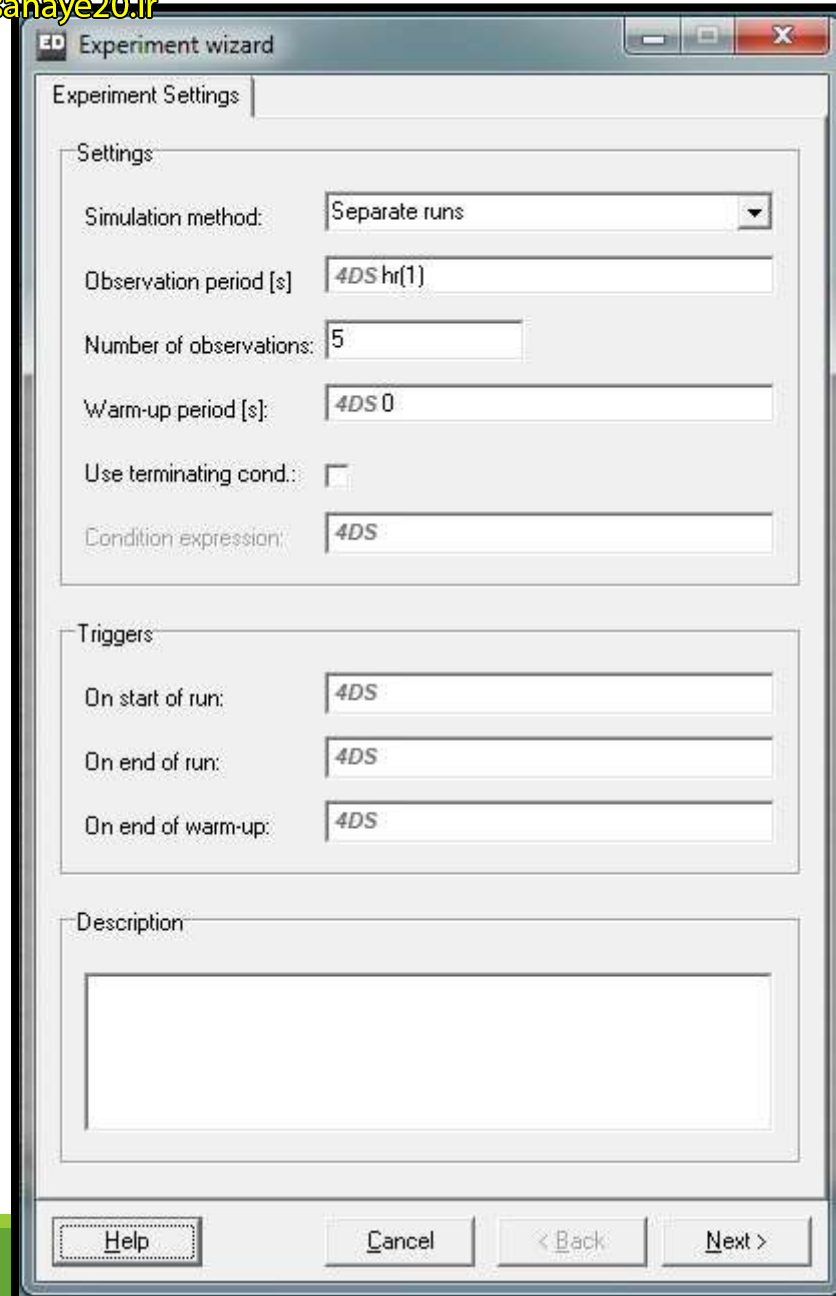 sanaye20.ir
ED Experiment wizard
Experiment Settings
Settings
Simulation method: Separate runs
Observation period [s] 4DS hr(1)
Number of observations: 5
Warm-up period [s]: 4DS 0
Use terminating cond.:
Condition expression: 4DS
Triggers
On start of run: 4DS
On end of run: 4DS
On end of warm-up: 4DS
Description
Help Cancel < Back Next >